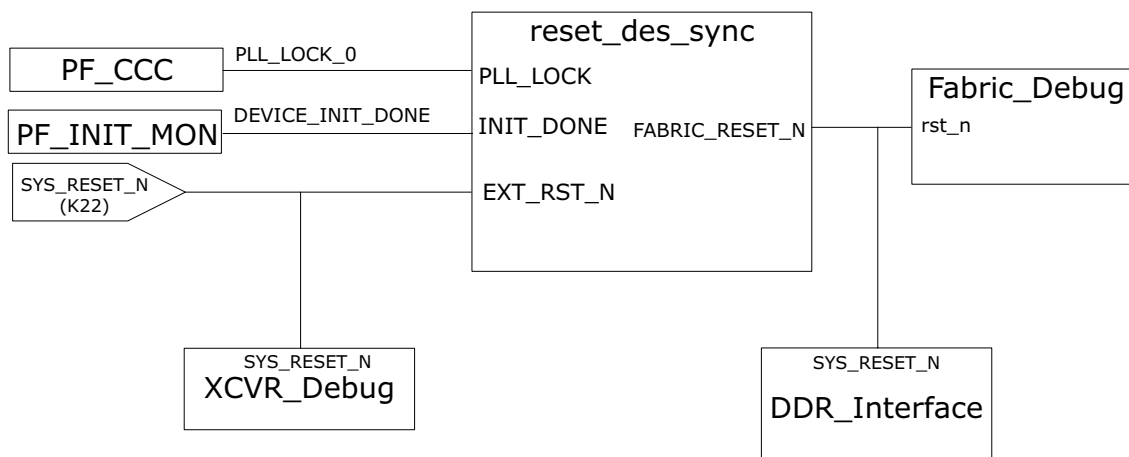 reset_des_sync
PF_CCC
PLL_LOCK_0
PLL_LOCK
PF_INIT_MON
DEVICE_INIT_DONE
INIT_DONE
FABRIC_RESET_N
Fabric_Debug
rst_n
SYS_RESET_N
(K22)
EXT_RST_N
SYS_RESET_N
XCVR_Debug
SYS_RESET_N
DDR_Interface